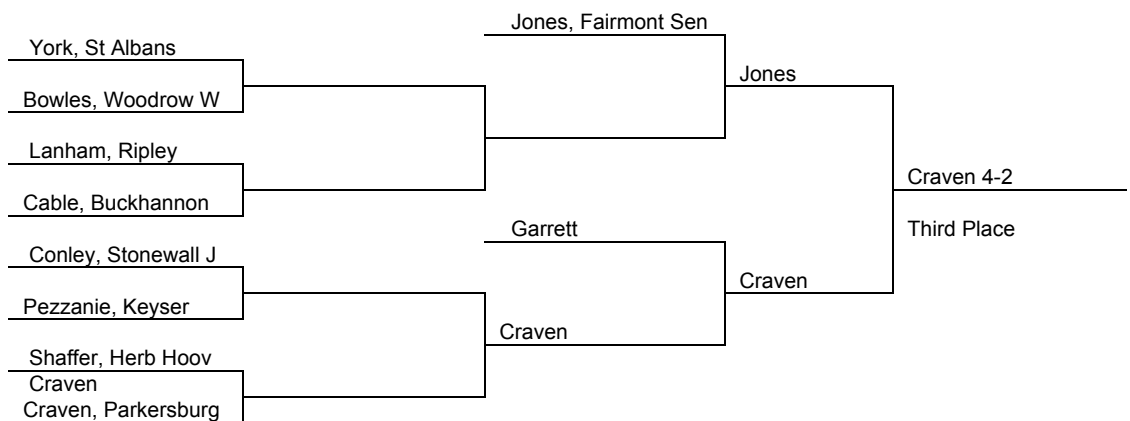 Jones, Fairmont Sen
York, St Albans
Jones
Bowles, Woodrow W
Lanham, Ripley
Craven 4-2
Cable, Buckhannon
Garrett
Third Place
Conley, Stonewall J
Craven
Pezzanie, Keyser
Craven
Shaffer, Herb Hoov
Craven
Craven, Parkersburg